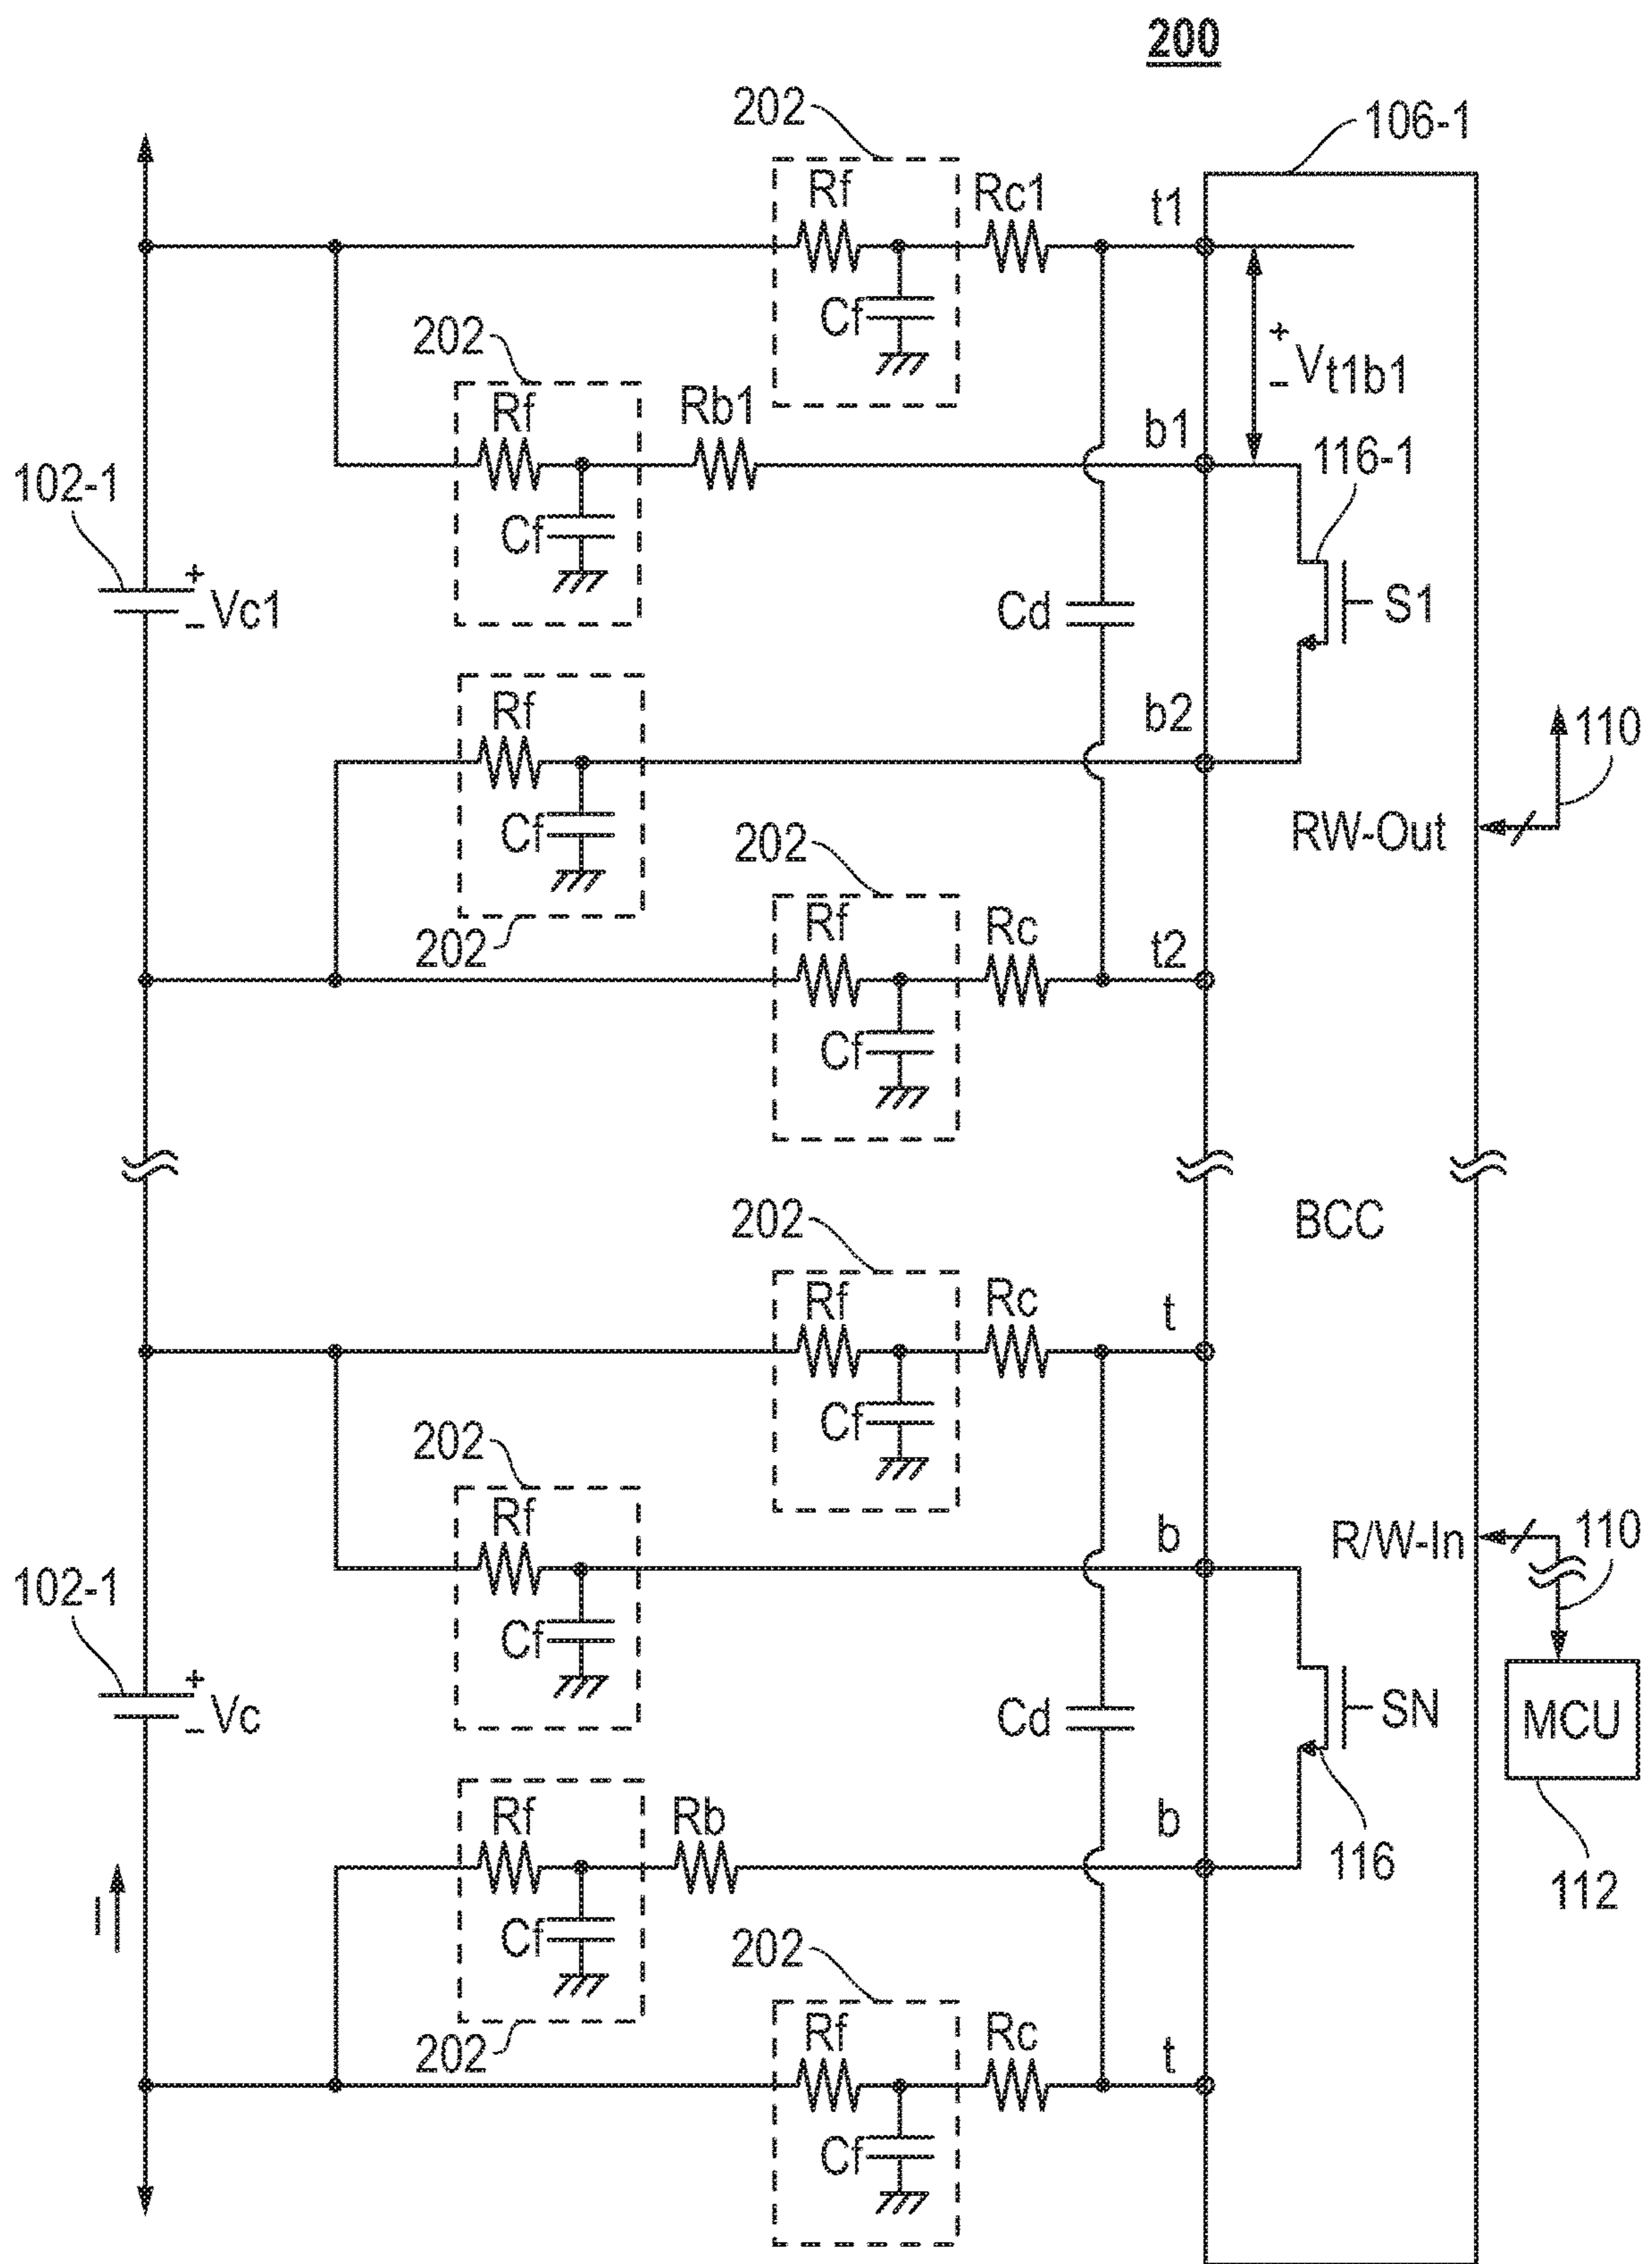 200
202
106-1
Rf
Rc1
t1
Cf
+
Vt1b1
-
202
Rf
Rb1
b1
116-1
102-1
Cf
+
Vc1
-
Cd
S1
Rf
b2
110
Cf
202
RW-Out
202
Rf
Rc
t2
Cf
202
BCC
Rf
Rc
t
Cf
202
Rf
b
R/W-In
110
102-1
Cf
+
Vc
-
Cd
SN
MCU
Rf
Rb
b
116
112
I
Cf
202
202
Rf
Rc
t
Cf